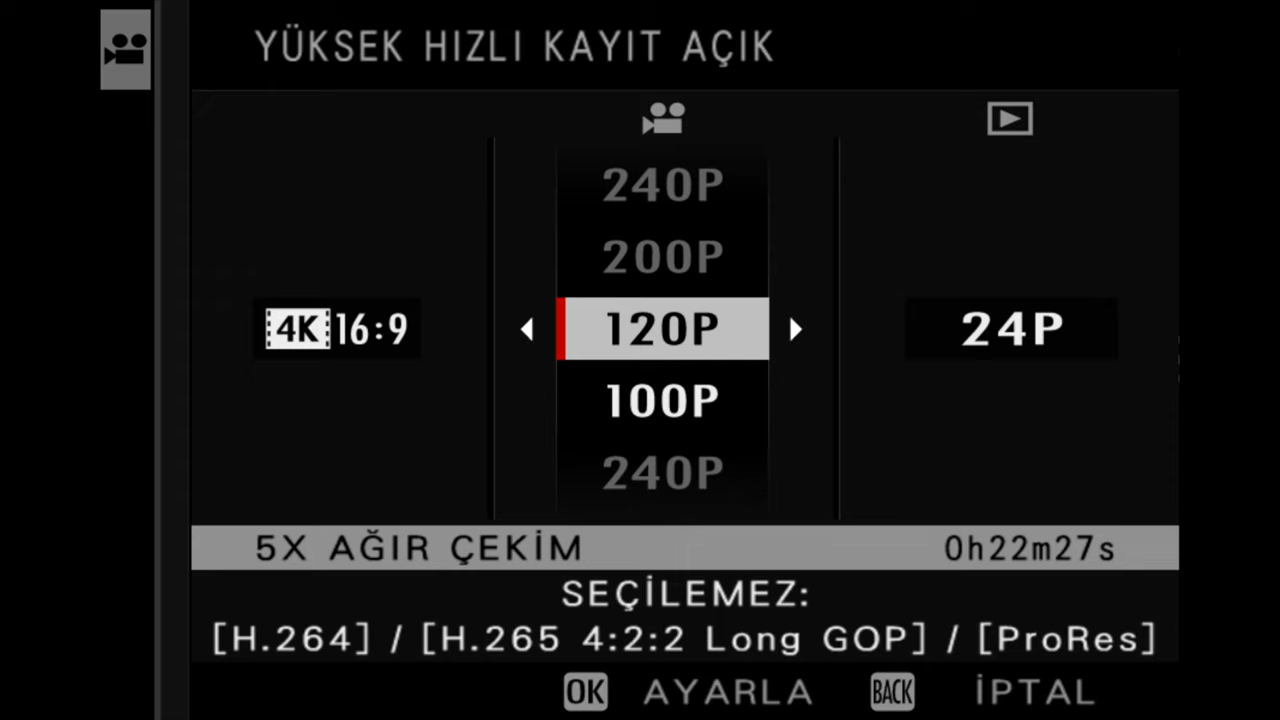 YÜKSEK HIZLI KAYIT AÇIK
240P
200P
4K 16:9 120P 24P
100P
240P
5X AĞIR ÇEKİM 0h22m27s
SEÇİLEMEZ:
[H.264] / [H.265 4:2:2 Long GOP] / [ProRes]
OK AYARLA BACK İPTAL